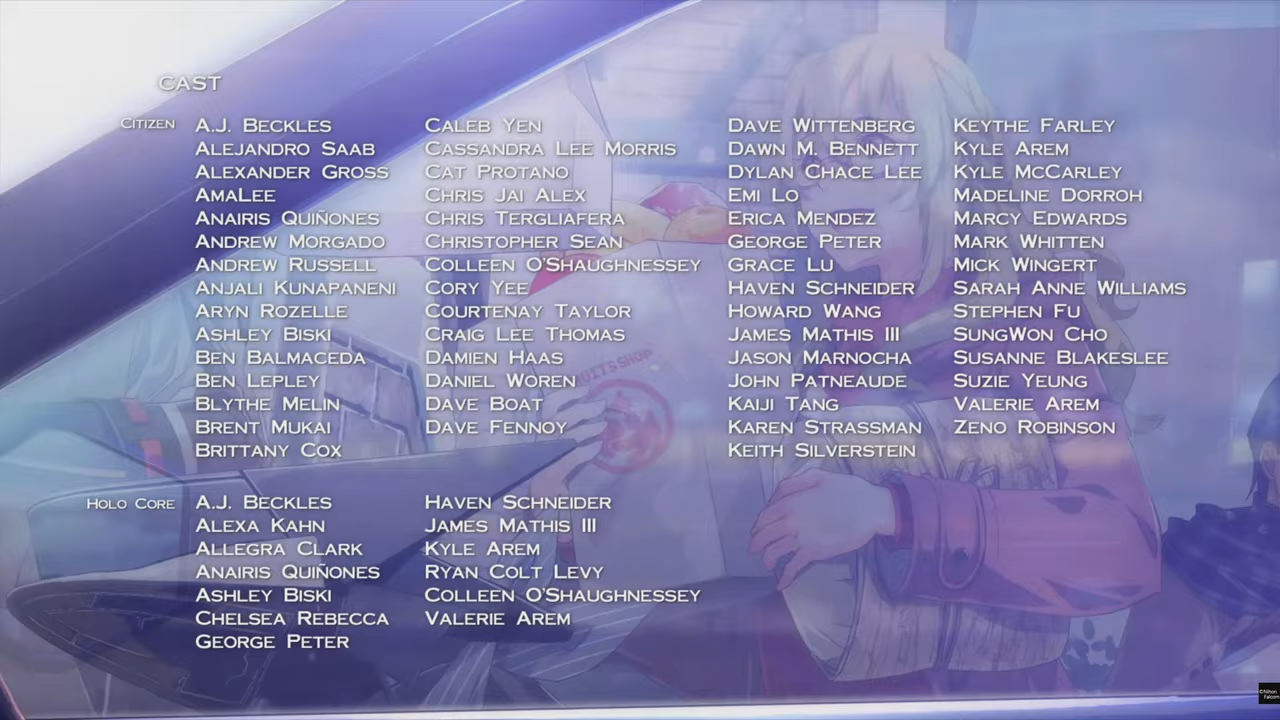 CAST
CITIZEN
A.J. BECKLES
ALEJANDRO SAAB
ALEXANDER GROSS
AMALEE
ANAIRIS QUIÑONES
ANDREW MORGADO
ANDREW RUSSELL
ANJALI KUNAPANENI
ARYN ROZELLE
ASHLEY BISKI
BEN BALMACEDA
BEN LEPLEY
BLYTHE MELIN
BRENT MUKAI
BRITTANY COX
CALEB YEN
CASSANDRA LEE MORRIS
CAT PROTANO
CHRIS JAI ALEX
CHRIS TERGLIAFERA
CHRISTOPHER SEAN
COLLEEN O'SHAUGHNESSEY
CORY YEE
COURTENAY TAYLOR
CRAIG LEE THOMAS
DAMIEN HAAS
DANIEL WOREN
DAVE BOAT
DAVE FENNOY
DAVE WITTENBERG
DAWN M. BENNETT
DYLAN CHACE LEE
EMI LO
ERICA MENDEZ
GEORGE PETER
GRACE LU
HAVEN SCHNEIDER
HOWARD WANG
JAMES MATHIS III
JASON MARNOCHA
JOHN PATNEAUDE
KAIJI TANG
KAREN STRASSMAN
KEITH SILVERSTEIN
KEYTHE FARLEY
KYLE AREM
KYLE MCCARLEY
MADELINE DORROH
MARCY EDWARDS
MARK WHITTEN
MICK WINGERT
SARAH ANNE WILLIAMS
STEPHEN FU
SUNGWON CHO
SUSANNE BLAKESLEE
SUZIE YEUNG
VALERIE AREM
ZENO ROBINSON
HOLO CORE
A.J. BECKLES
ALEXA KAHN
ALLEGRA CLARK
ANAIRIS QUIÑONES
ASHLEY BISKI
CHELSEA REBECCA
GEORGE PETER
HAVEN SCHNEIDER
JAMES MATHIS III
KYLE AREM
RYAN COLT LEVY
COLLEEN O'SHAUGHNESSEY
VALERIE AREM
©Nihon
Falcom